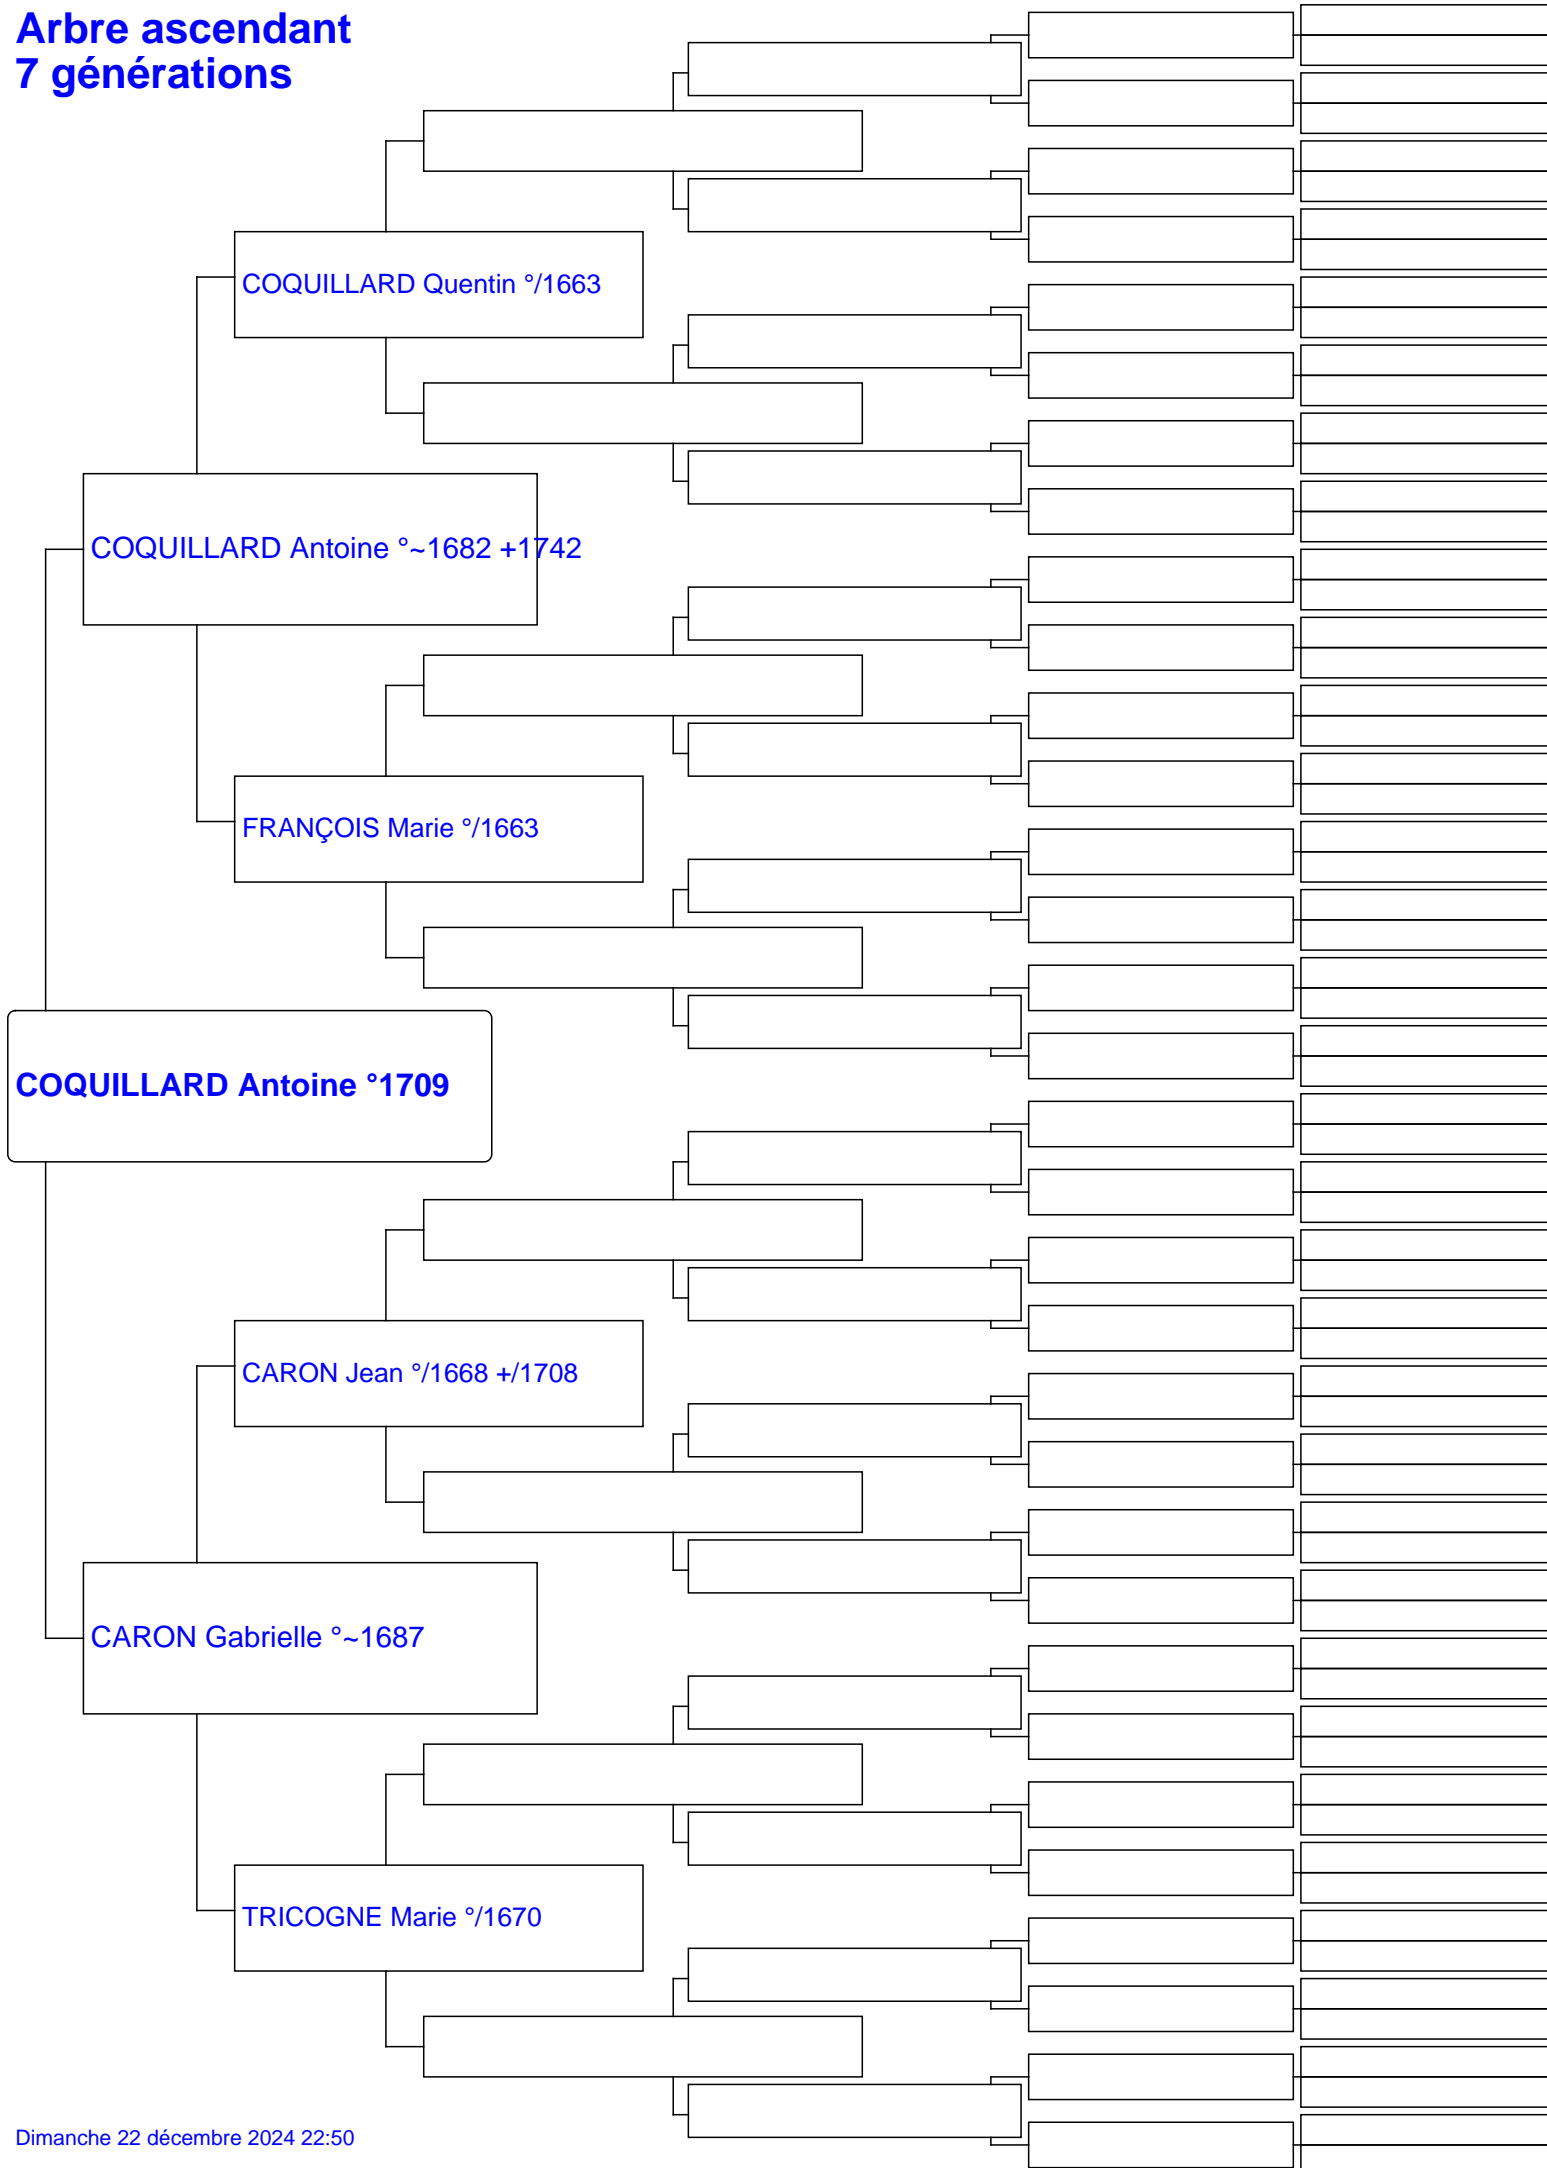 Arbre ascendant
7 générations
COQUILLARD Quentin °/1663
COQUILLARD Antoine °~1682 +1742
FRANÇOIS Marie °/1663
COQUILLARD Antoine °1709
CARON Jean °/1668 +/1708
CARON Gabrielle °~1687
TRICOGNE Marie °/1670
Dimanche 22 décembre 2024 22:50